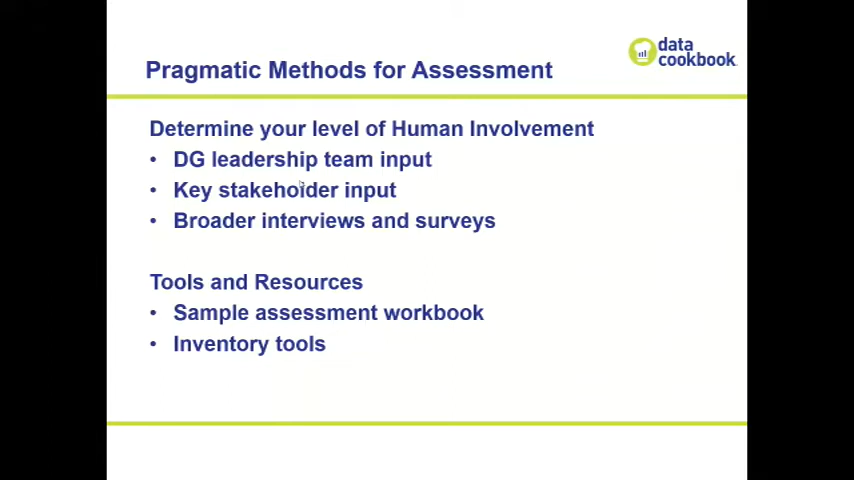 data
cookbook
Pragmatic Methods for Assessment
Determine your level of Human Involvement
• DG leadership team input
• Key stakeholder input
• Broader interviews and surveys
Tools and Resources
• Sample assessment workbook
• Inventory tools